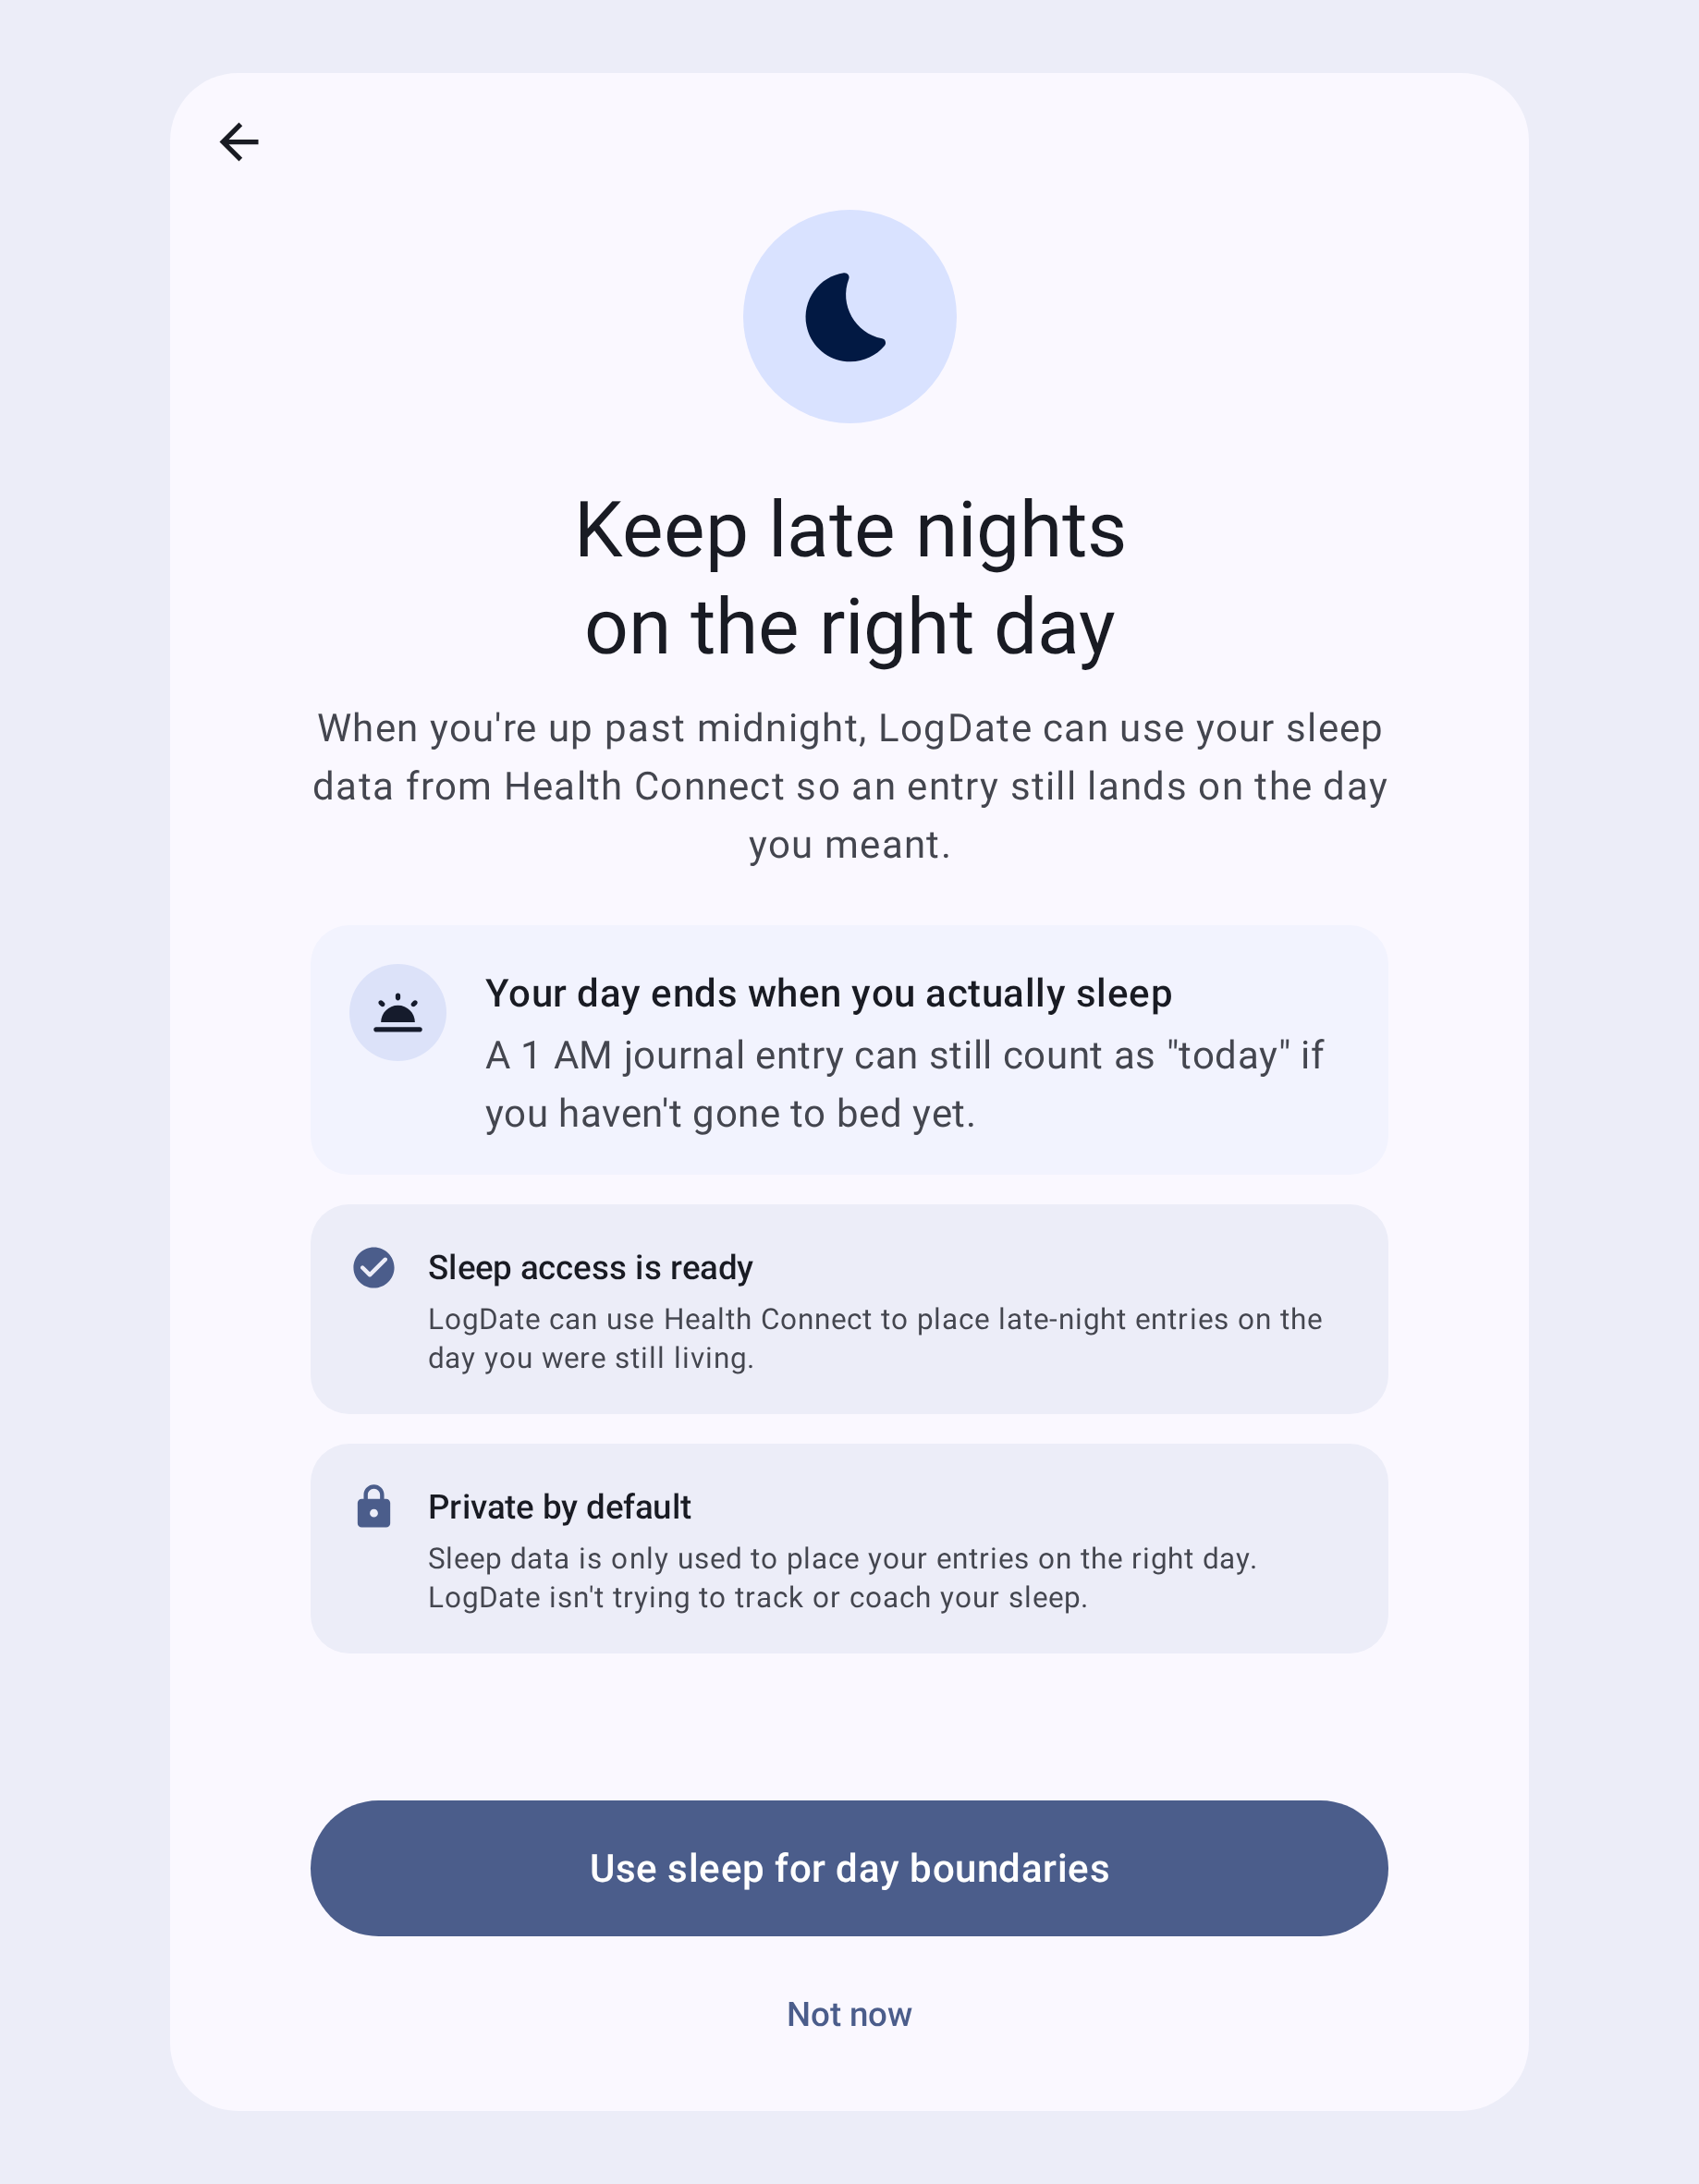 Keep late nights
on the right day
When you're up past midnight, LogDate can use your sleep
data from Health Connect so an entry still lands on the day
you meant.
Your day ends when you actually sleep
A 1 AM journal entry can still count as "today" if
you haven't gone to bed yet.
Sleep access is ready
LogDate can use Health Connect to place late-night entries on the
day you were still living.
Private by default
Sleep data is only used to place your entries on the right day.
LogDate isn't trying to track or coach your sleep.
Use sleep for day boundaries
Not now